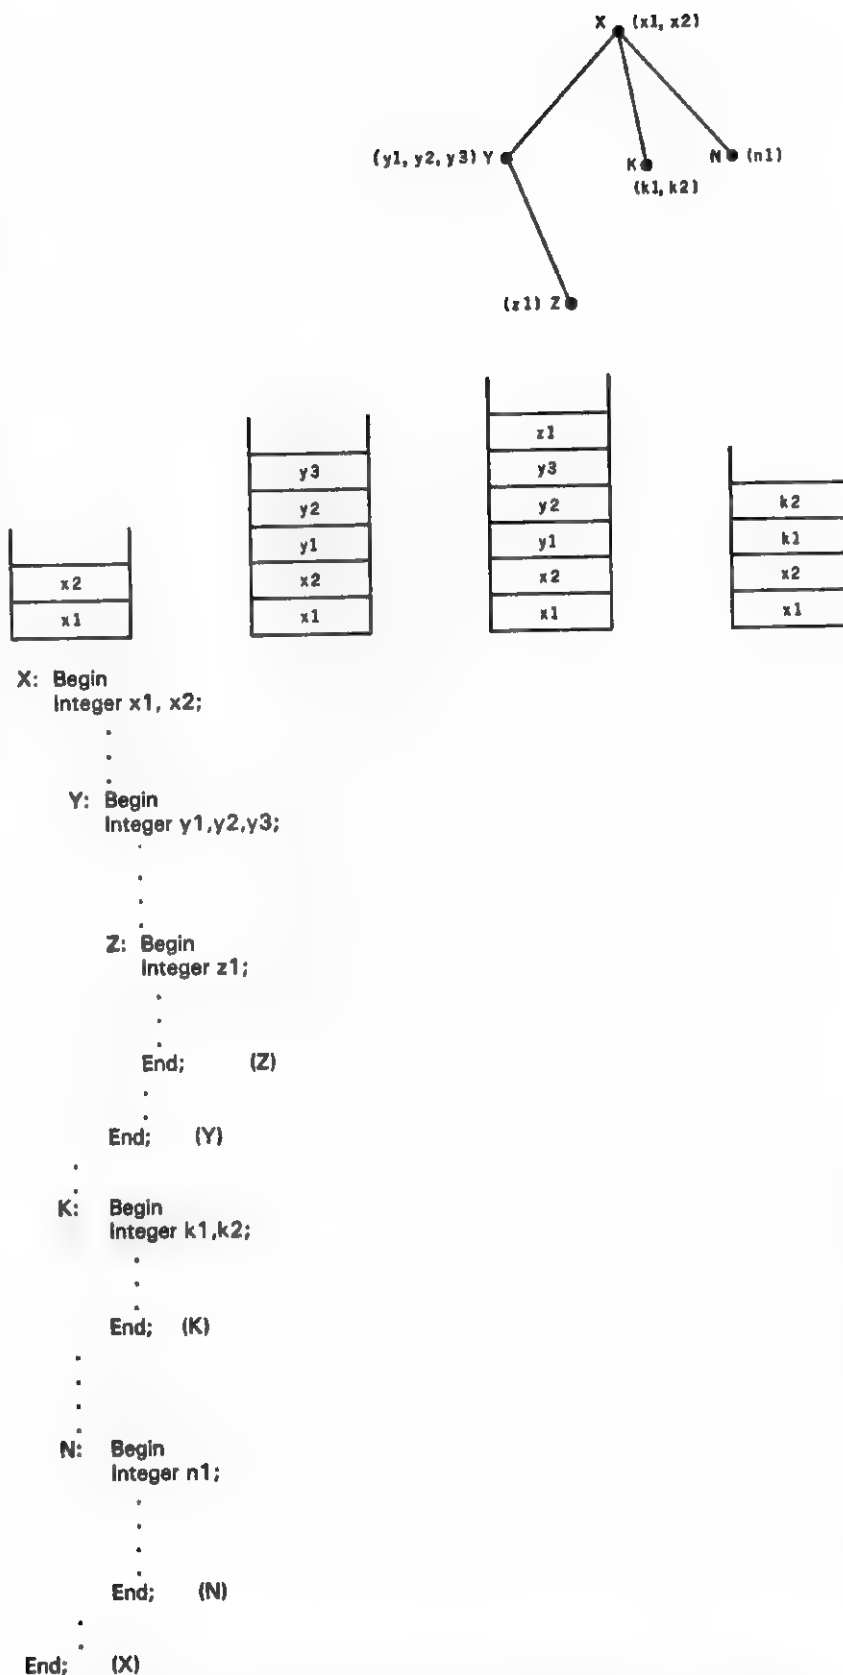 X (x1, x2)
(y1, y2, y3) Y
K
N (n1)
(k1, k2)
(z1) Z
x2
x1
y3
y2
y1
x2
x1
z1
y3
y2
y1
x2
x1
k2
k1
x2
x1
X: Begin
Integer x1, x2;
Y: Begin
Integer y1,y2,y3;
Z: Begin
Integer z1;
End; (Z)
End; (Y)
K: Begin
Integer k1,k2;
End; (K)
N: Begin
Integer n1;
End; (N)
End; (X)